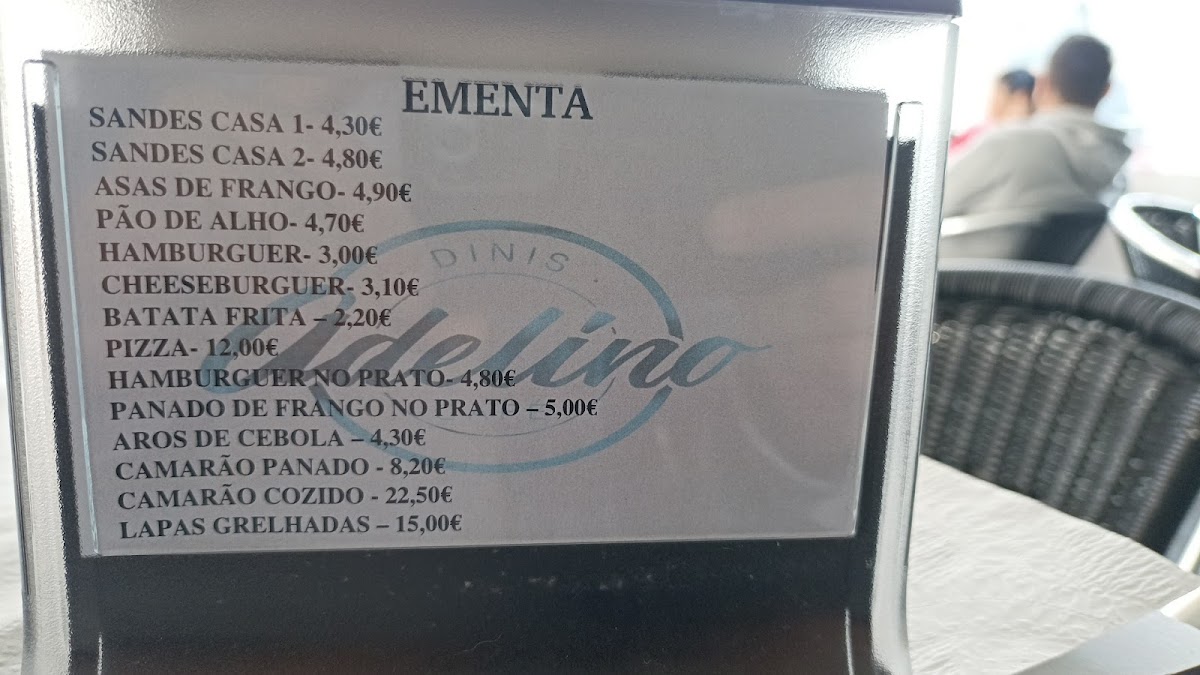 EMENTA
SANDES CASA 1- 4,30€
SANDES CASA 2- 4,80€
ASAS DE FRANGO- 4,90€
PÃO DE ALHO- 4,70€
HAMBURGUER- 3,00€
CHEESEBURGUER- 3,10€
BATATA FRITA – 2,20€
PIZZA- 12,00€
HAMBURGUER NO PRATO- 4,80€
PANADO DE FRANGO NO PRATO – 5,00€
AROS DE CEBOLA – 4,30€
CAMARÃO PANADO - 8,20€
CAMARÃO COZIDO - 22,50€
LAPAS GRELHADAS – 15,00€
DINIS
Adelino